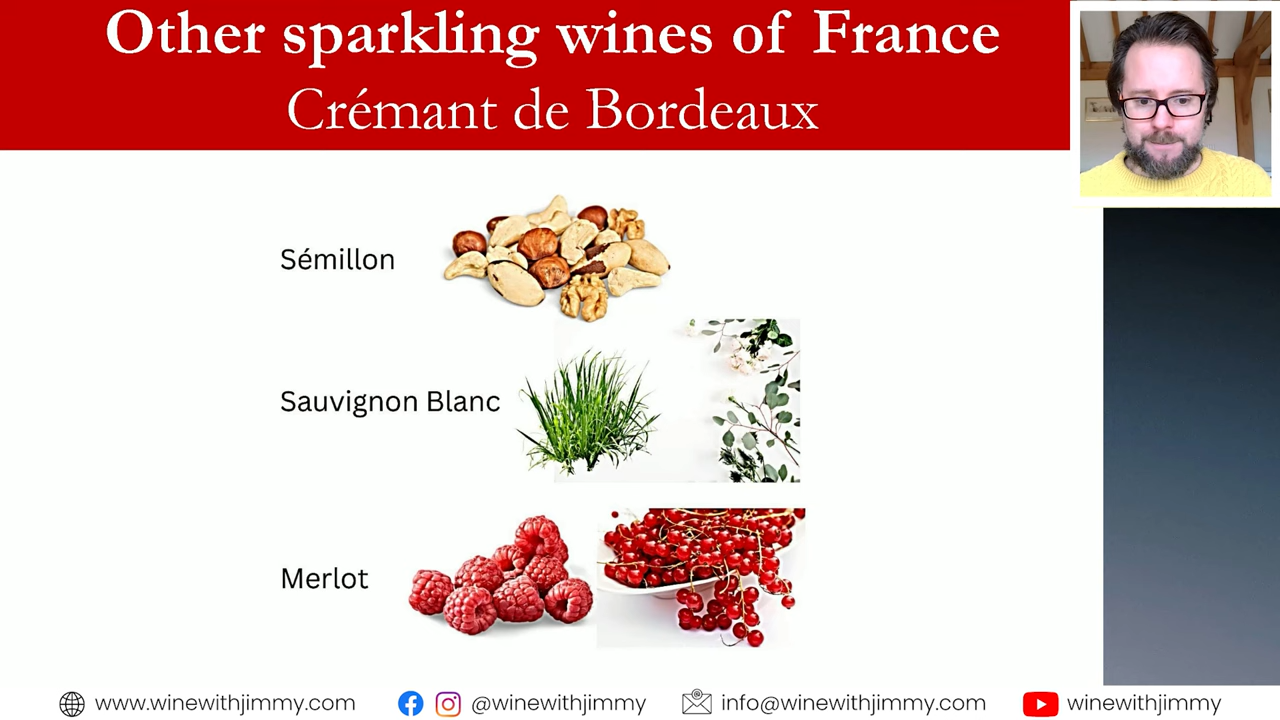 Other sparkling wines of France
Crémant de Bordeaux
Sémillon
Sauvignon Blanc
Merlot
www.winewithjimmy.com @winewithjimmy info@winewithjimmy.com winewithjimmy